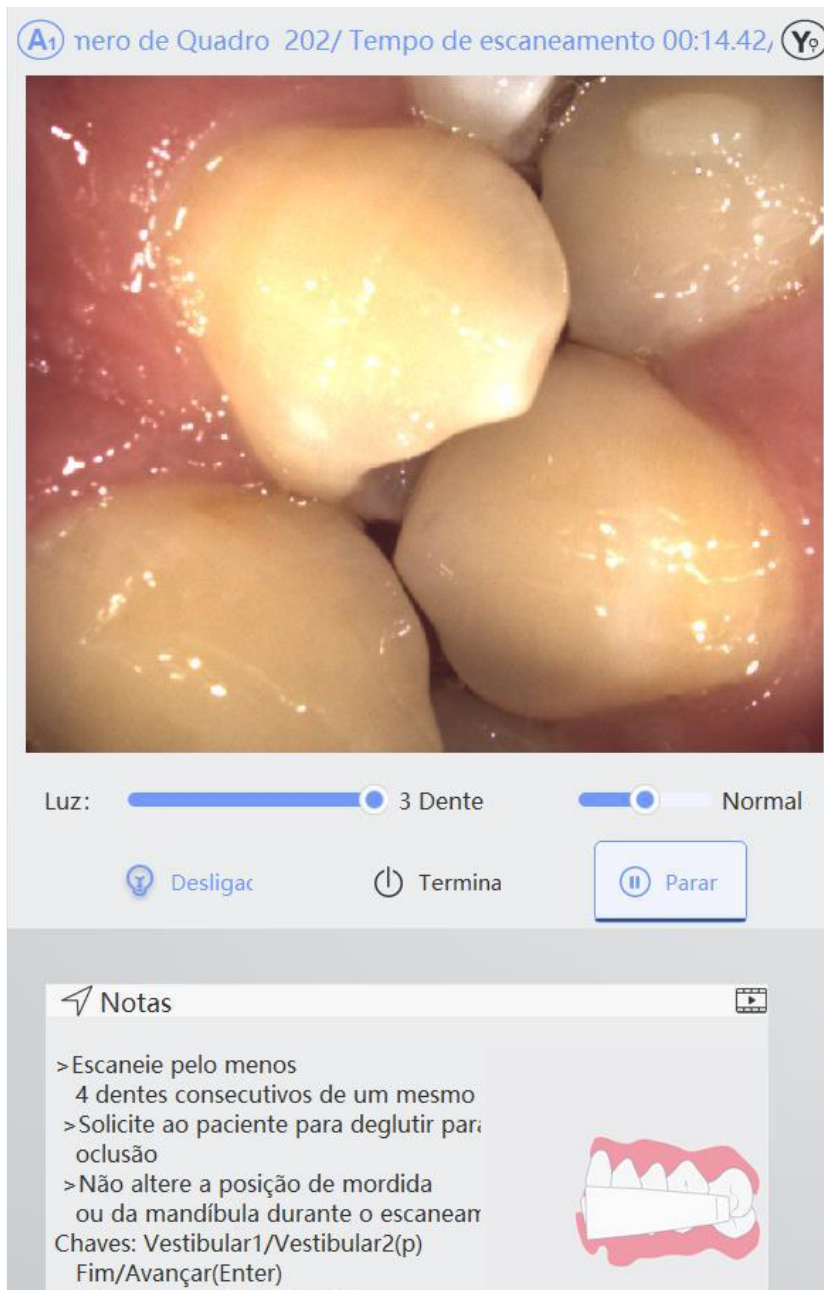 A1 nero de Quadro 202/ Tempo de escaneamento 00:14.42/ Y
Luz: 3 Dente Normal
Desligac Termina Parar
Notas
>Escaneie pelo menos
4 dentes consecutivos de um mesmo
>Solicite ao paciente para deglutir para
oclusão
>Não altere a posição de mordida
ou da mandíbula durante o escanean
Chaves: Vestibular1/Vestibular2(p)
Fim/Avançar(Enter)